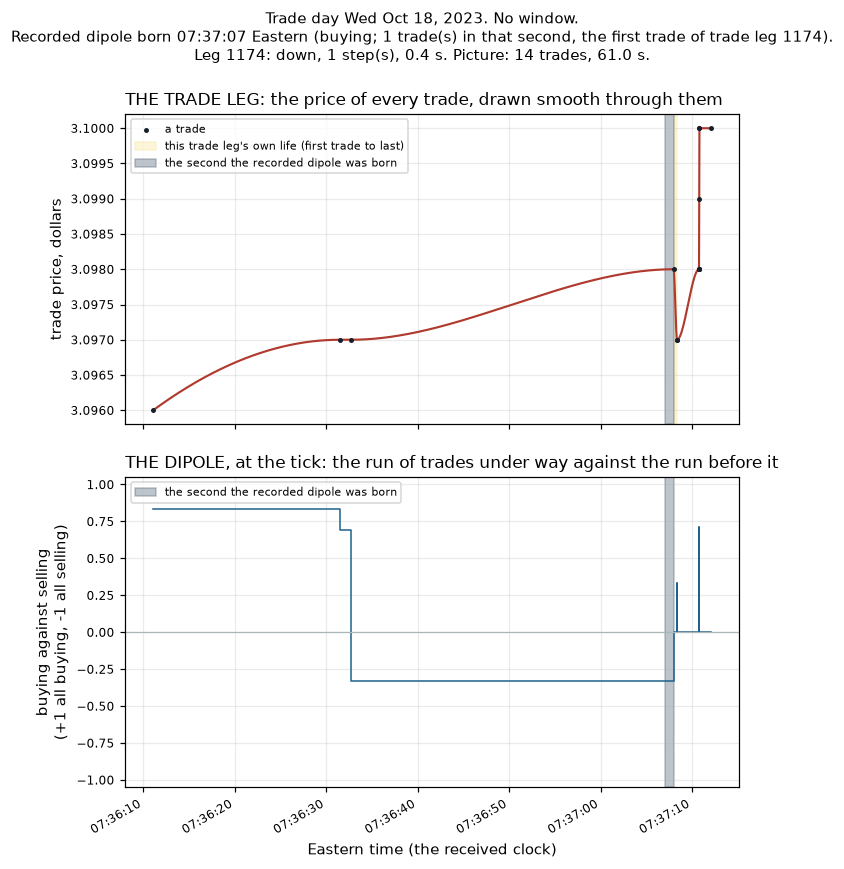 Trade day Wed Oct 18, 2023. No window.
Recorded dipole born 07:37:07 Eastern (buying; 1 trade(s) in that second, the first trade of trade leg 1174).
Leg 1174: down, 1 step(s), 0.4 s. Picture: 14 trades, 61.0 s.
THE TRADE LEG: the price of every trade, drawn smooth through them
a trade
this trade leg's own life (first trade to last)
the second the recorded dipole was born
trade price, dollars
3.1000
3.0995
3.0990
3.0985
3.0980
3.0975
3.0970
3.0965
3.0960
THE DIPOLE, at the tick: the run of trades under way against the run before it
the second the recorded dipole was born
buying against selling
(+1 all buying, -1 all selling)
1.00
0.75
0.50
0.25
0.00
−0.25
−0.50
−0.75
−1.00
07:36:10
07:36:20
07:36:30
07:36:40
07:36:50
07:37:00
07:37:10
Eastern time (the received clock)